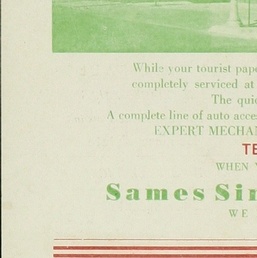 While your tourist pape
completely serviced at
The quic
A complete line of auto acce
EXPERT MECHAN
TE
WHEN Y
Sames Sin
WE